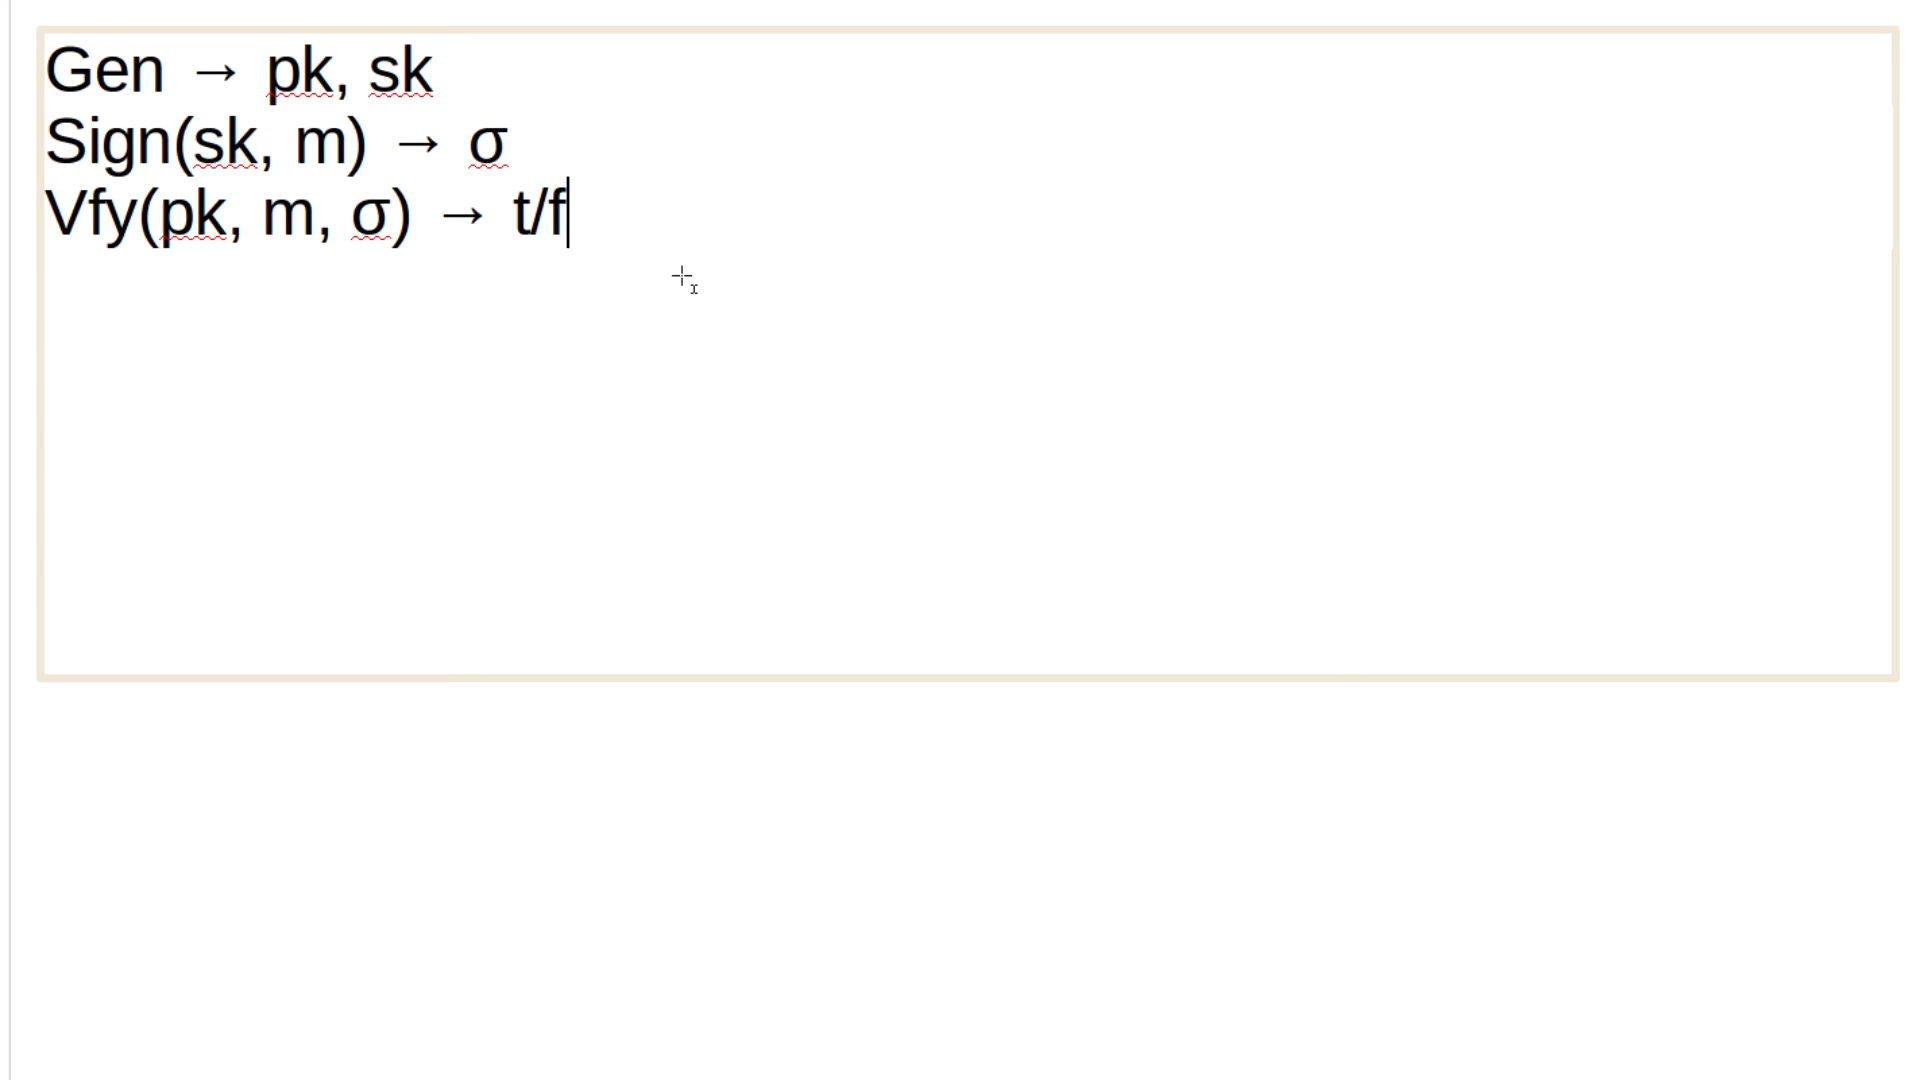 Gen → pk, sk
Sign(sk, m) → σ
Vfy(pk, m, σ) → t/f